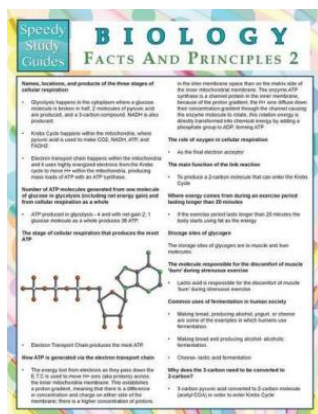 Speedy
Study
Guides
BIOLOGY
FACTS AND PRINCIPLES 2
Names, locations, and products of the three stages of
cellular respiration
• Glycolysis happens in the cytoplasm where a glucose
molecule is broken in half, 2 molecules of pyruvic acid
are produced, and a 3-carbon compound. NADH is also
produced.
• Krebs Cycle happens within the mitochondria, where
pyruvic acid is used to make CO2, NADH, ATP, and
FADH2
• Electron transport chain happens within the mitochondria
and it uses highly energized electrons from the Krebs
cycle to move H+ within the mitochondria, producing
mass loads of ATP with an ATP synthase.
Number of ATP molecules generated from one molecule
of glucose in glycolysis (including net energy gain) and
from cellular respiration as a whole
• ATP produced in glycolysis - 4 and with net gain 2, 1
glucose molecule as a whole produces 36 ATP.
The stage of cellular respiration that produces the most
ATP
• Electron Transport Chain produces the most ATP.
How ATP is generated via the electron transport chain
• The energy lost from electrons as they pass down the
E.T.C is used to move H+ ions (aka protons) across
the inner mitochondria membrane. This establishes
a proton gradient, meaning that there is a difference
in concentration and charge on either side of the
membrane; there is a higher concentration of protons
in the inter membrane space than on the matrix side of
the inner mitochondrial membrane. The enzyme ATP
synthase is a channel protein in the inner membrane,
because of the proton gradient, the H+ ions diffuse down
their concentration gradient through the channel causing
the enzyme molecule to rotate, this rotation energy is
directly transformed into chemical energy by adding a
phosphate group to ADP, forming ATP
The role of oxygen in cellular respiration
• As the final electron acceptor
The main function of the link reaction
• To produce a 2-carbon molecule that can enter the Krebs
Cycle
Where energy comes from during an exercise period
lasting longer than 20 minutes
• If the exercise period lasts longer than 20 minutes the
body starts using fat as the energy
Storage sites of glycogen
The storage sites of glycogen are in muscle and liver
molecules
The molecule responsible for the discomfort of muscle
'burn' during strenuous exercise
• Lactic acid is responsible for the discomfort of muscle
'burn' during strenuous exercise
Common uses of fermentation in human society
• Making bread, producing alcohol, yogurt, or cheese
are some of the examples in which humans use
fermentation
• Making bread and producing alcohol- alcoholic
fermentation
• Cheese- lactic acid fermentation
Why does the 3-carbon need to be converted to
2-carbon?
• 3-carbon pyruvic acid converted to 2-carbon molecule
(acetyl COA) in order to enter the Krebs Cycle